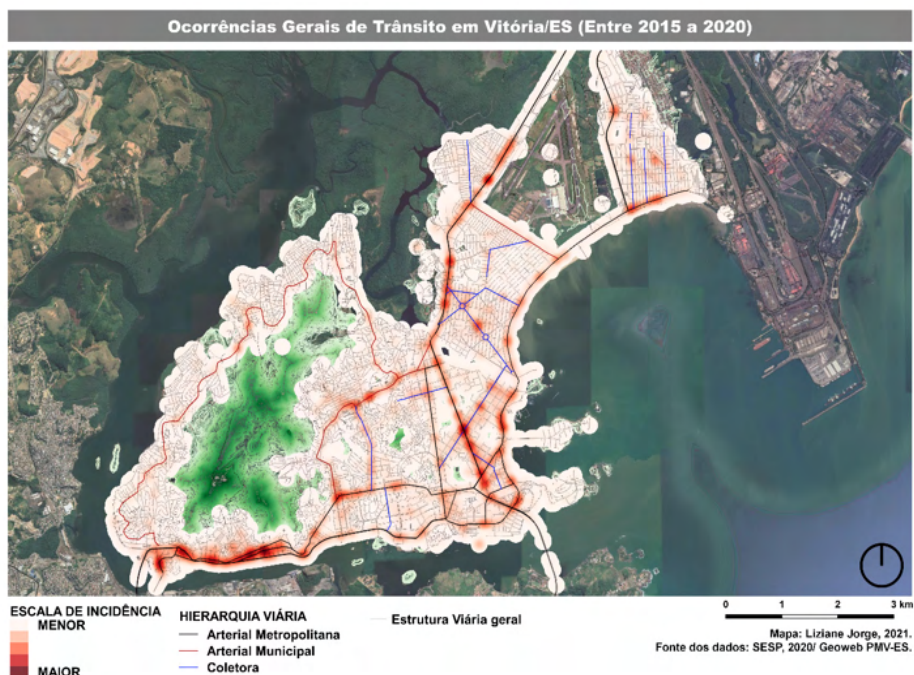 Ocorrências Gerais de Trânsito em Vitória/ES (Entre 2015 a 2020)
ESCALA DE INCIDÊNCIA
MENOR
MAIOR
HIERARQUIA VIÁRIA
Arterial Metropolitana
Arterial Municipal
Coletora
Estrutura Viária geral
0 1 2 3 km
Mapa: Liziane Jorge, 2021.
Fonte dos dados: SESP, 2020/ Geoweb PMV-ES.